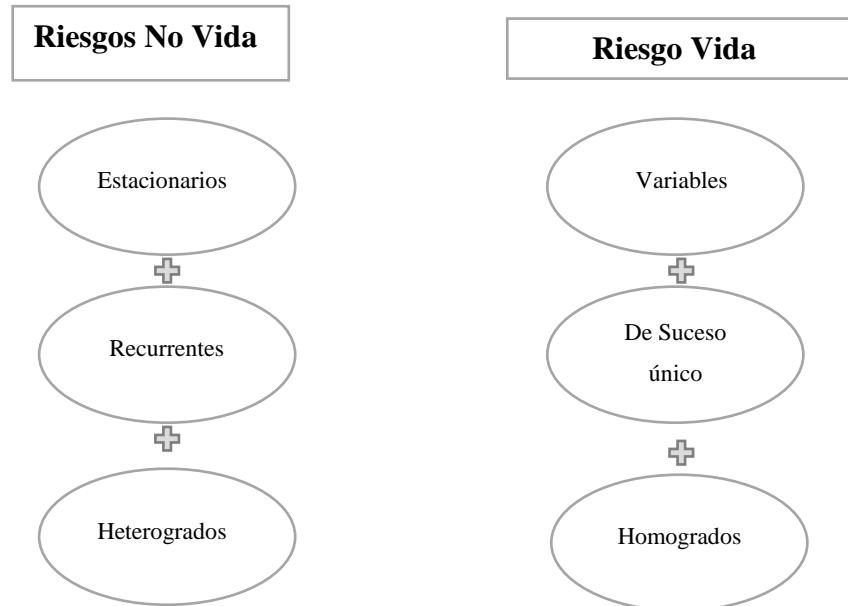 Riesgos No Vida
Estacionarios
Recurrentes
Heterogrados
Riesgo Vida
Variables
De Suceso
único
Homogrados